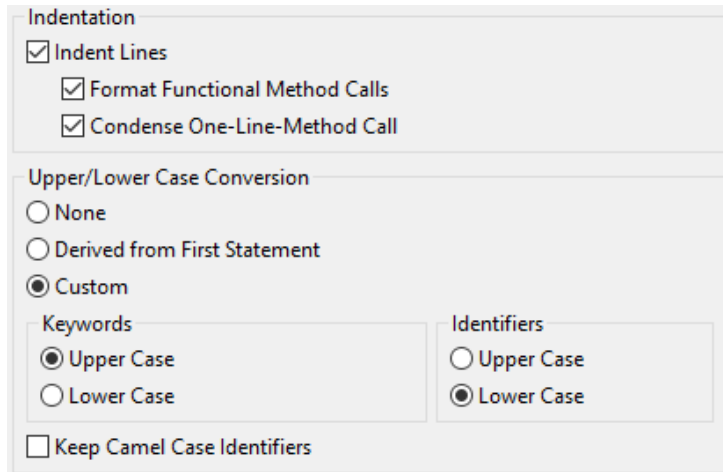 Indentation
Indent Lines
Format Functional Method Calls
Condense One-Line-Method Call
Upper/Lower Case Conversion
None
Derived from First Statement
Custom
Keywords
Upper Case
Lower Case
Identifiers
Upper Case
Lower Case
Keep Camel Case Identifiers